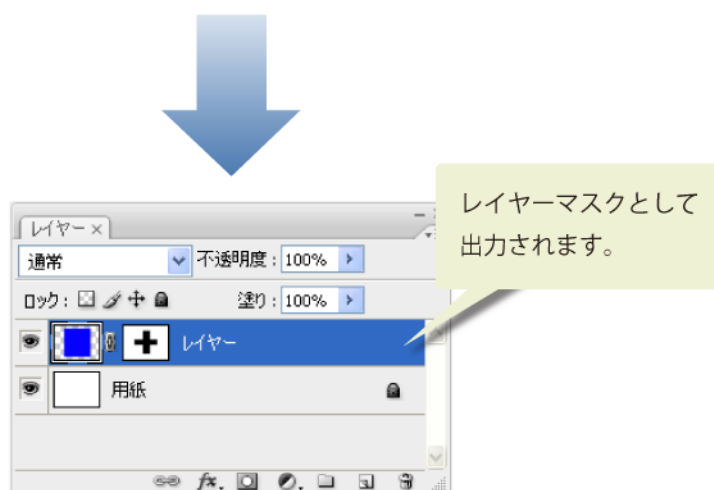 レイヤーマスクとして
出力されます。
レイヤー ×
通常 不透明度 : 100%
ロック : 塗り : 100%
レイヤー
用紙
fx.